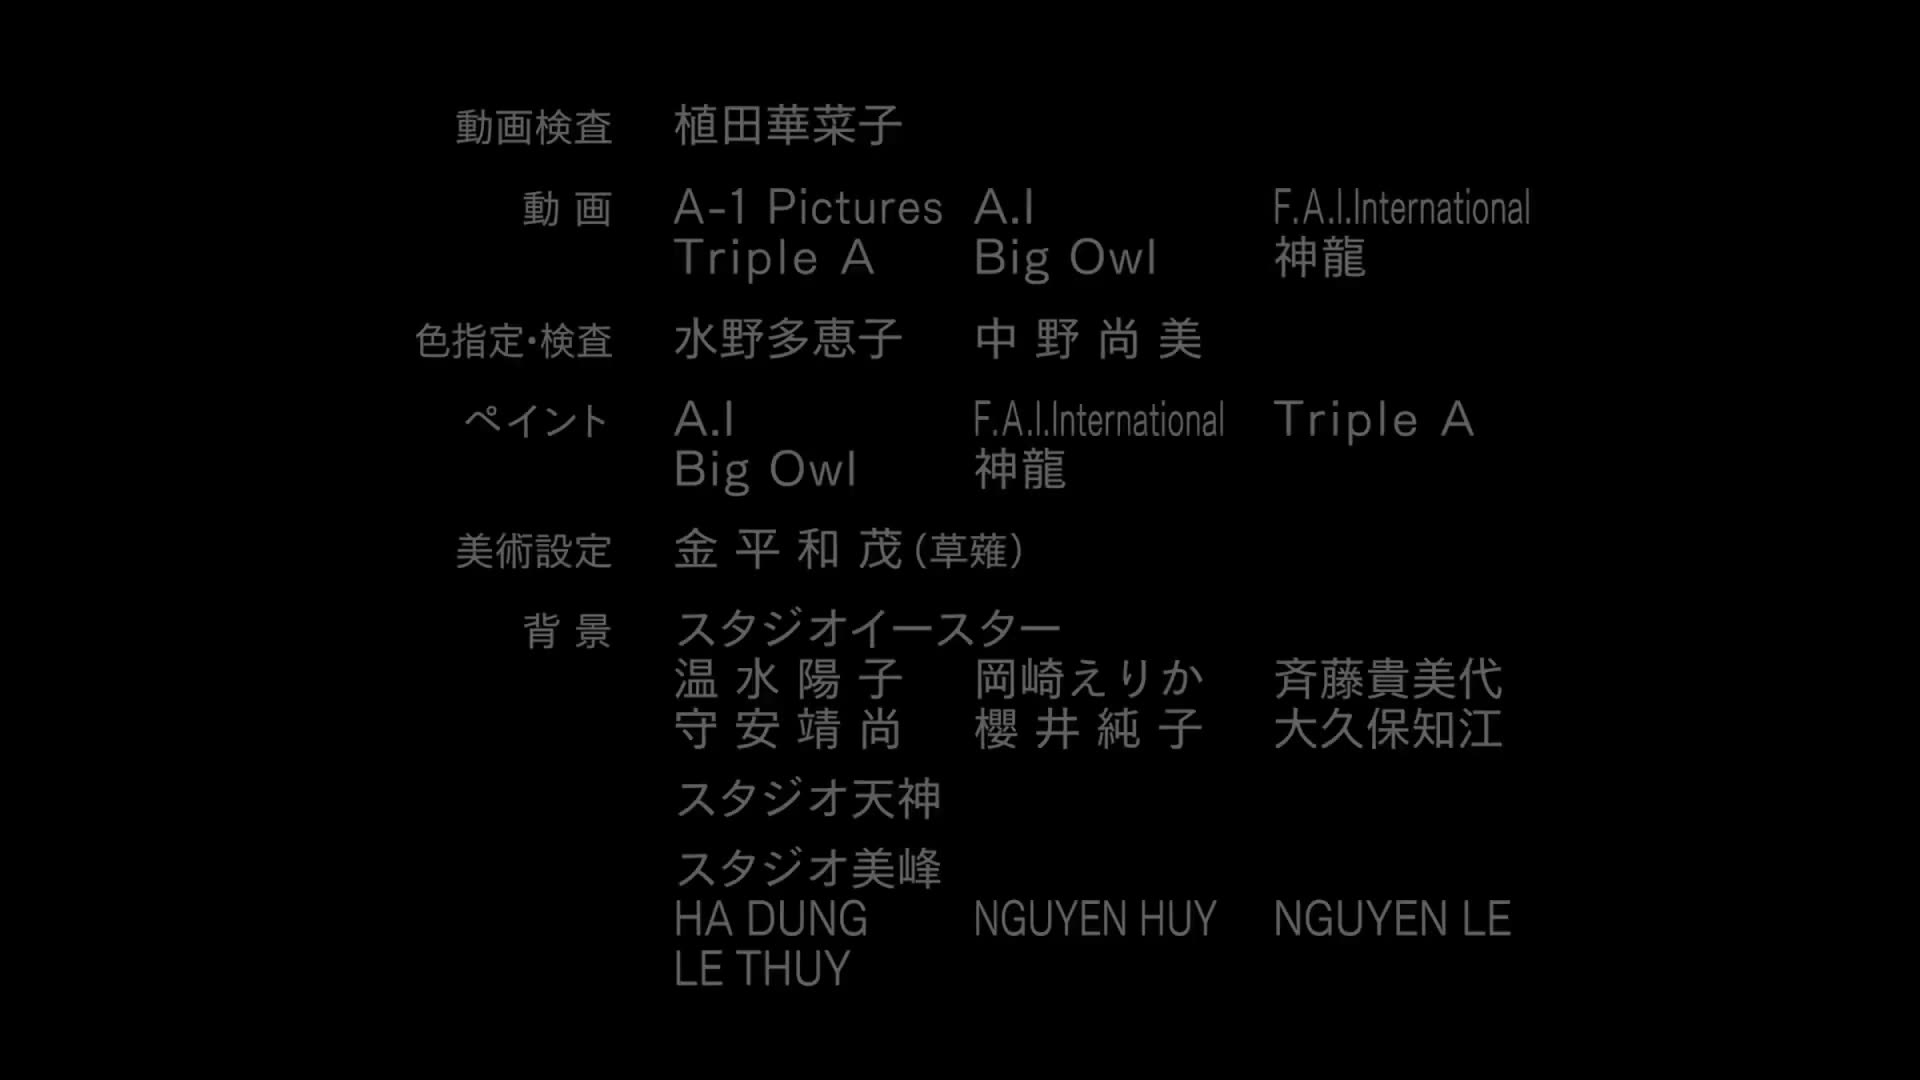 動画検査 植田華菜子
動画 A-1 Pictures A.I F.A.I.International
Triple A Big Owl 神龍
色指定・検査 水野多恵子 中野尚美
ペイント A.I F.A.I.International Triple A
Big Owl 神龍
美術設定 金平和茂(草薙)
背景 スタジオイースター
温水陽子 岡崎えりか 斉藤貴美代
守安靖尚 櫻井純子 大久保知江
スタジオ天神
スタジオ美峰
HA DUNG NGUYEN HUY NGUYEN LE
LE THUY